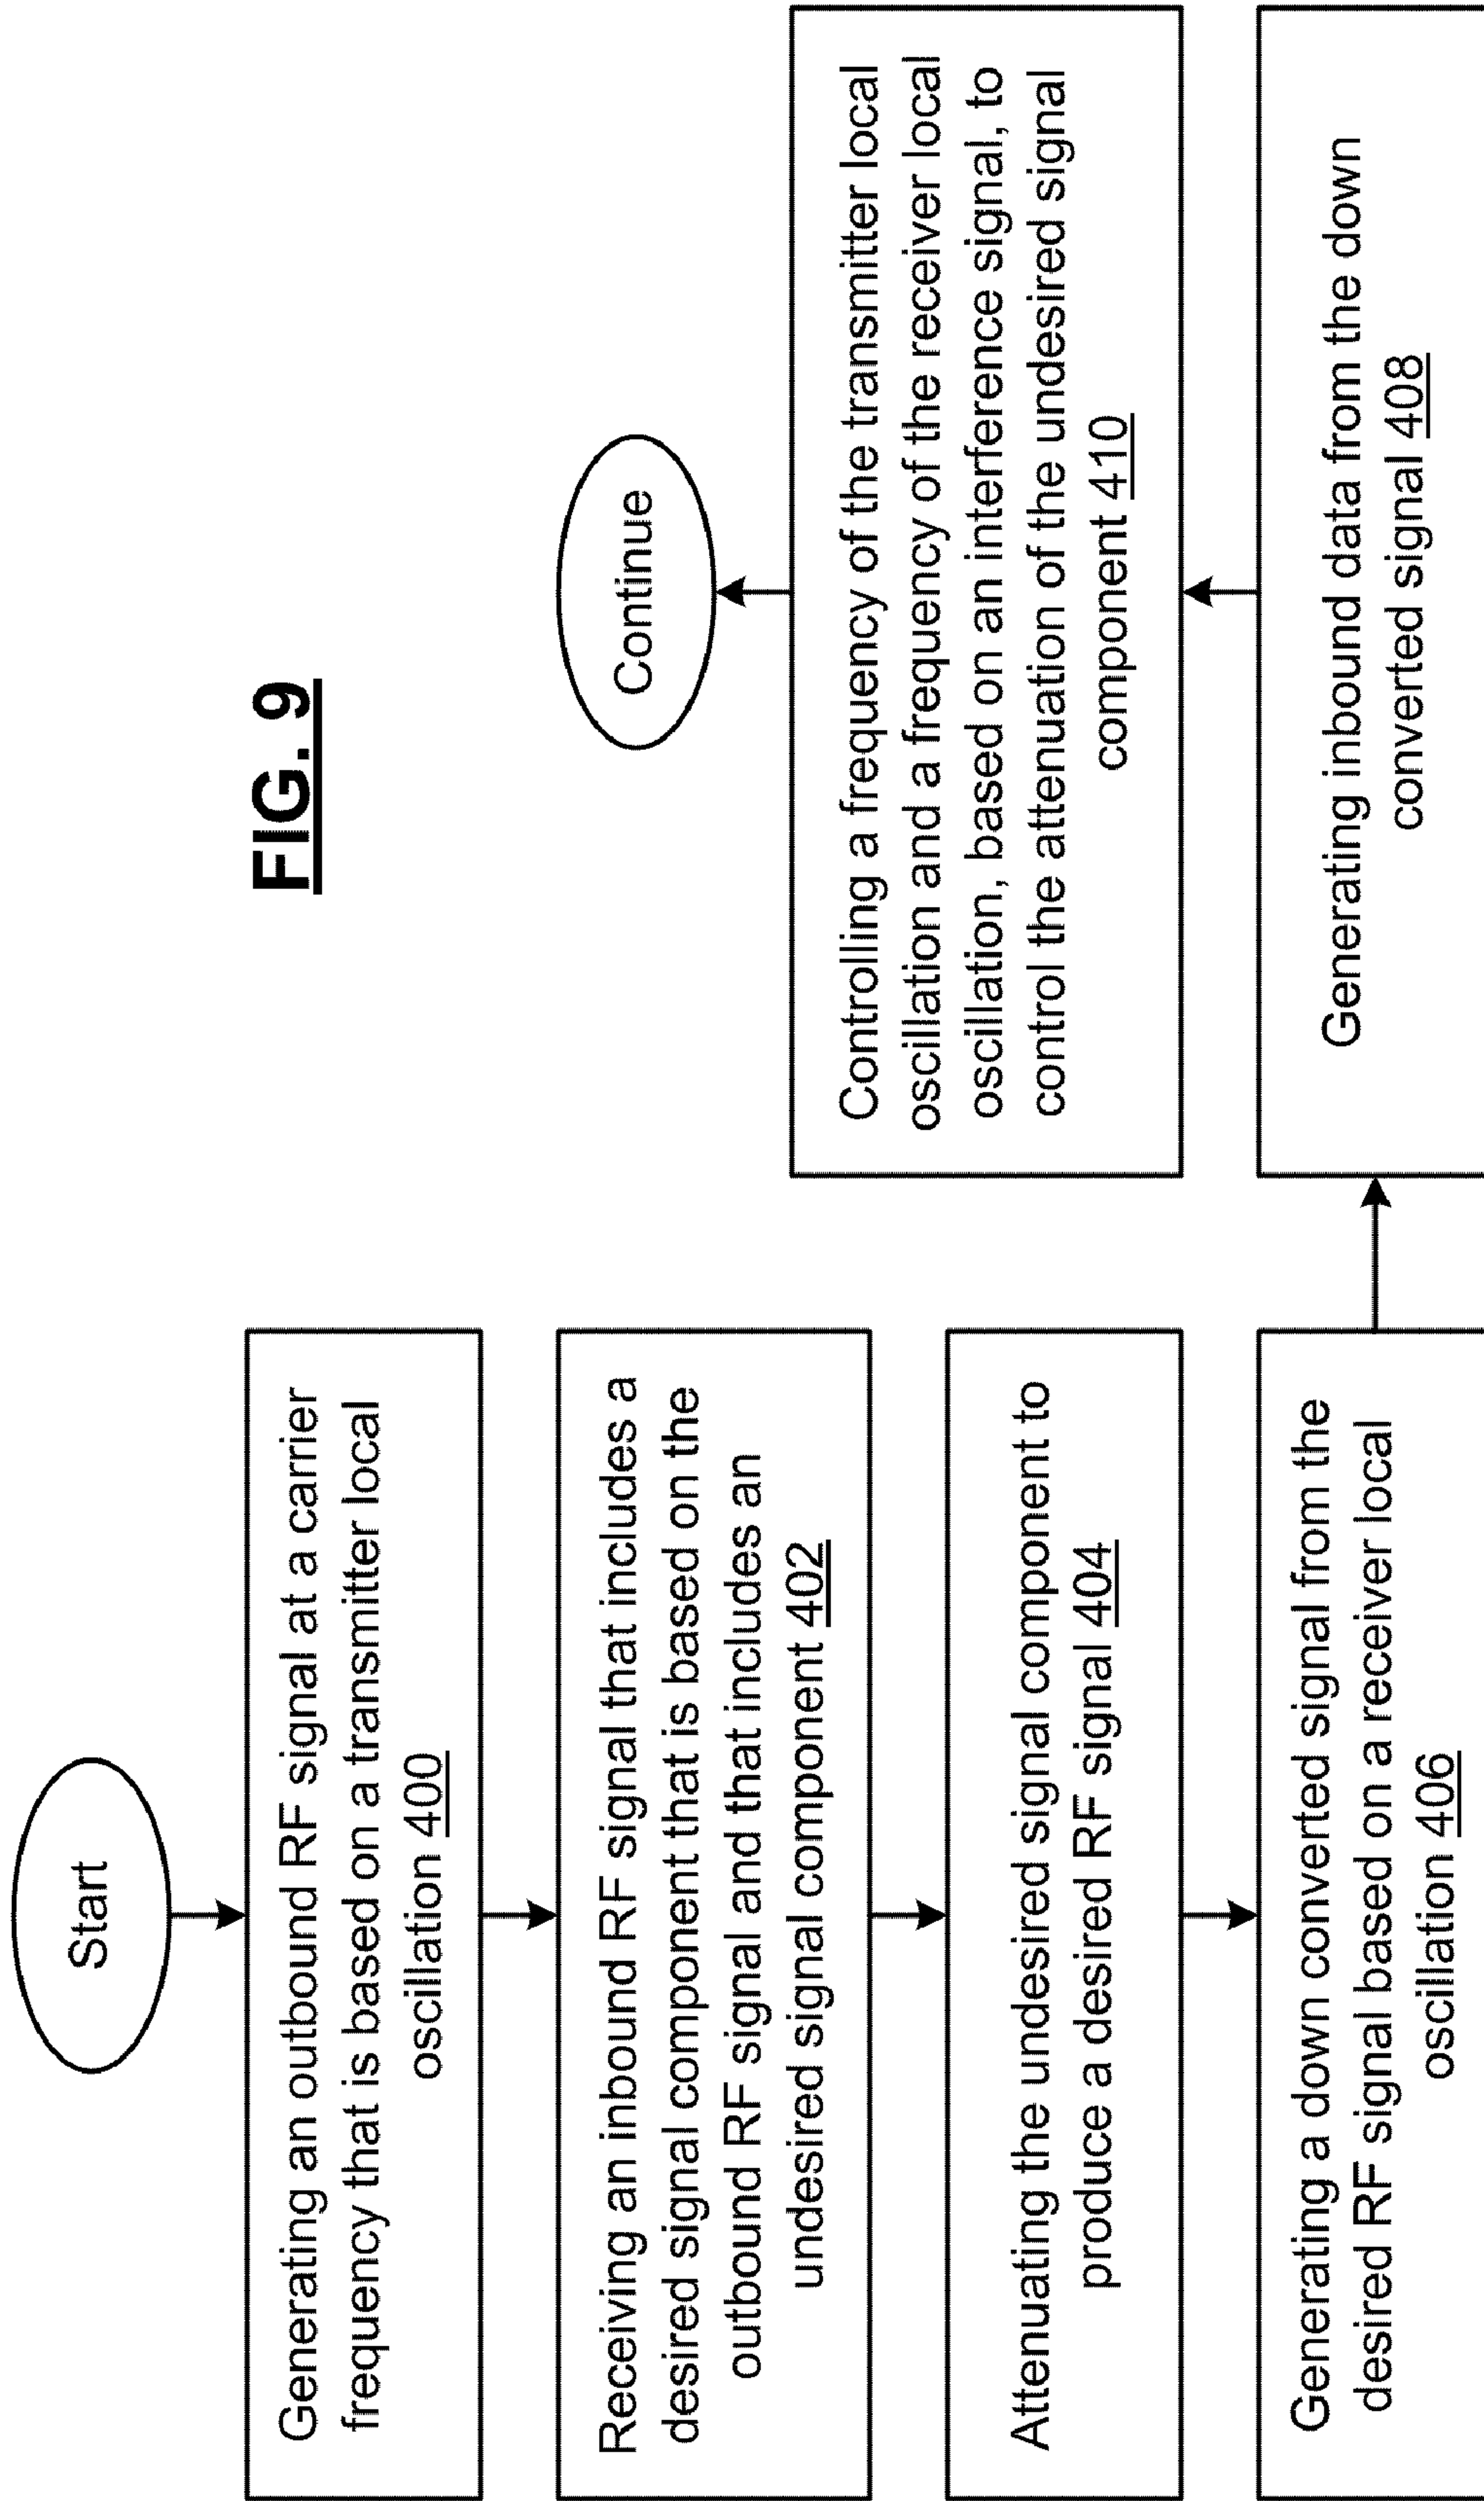 FIG. 9
Start
Generating an outbound RF signal at a carrier
frequency that is based on a transmitter local
oscillation 400
Receiving an inbound RF signal that includes a
desired signal component that is based on the
outbound RF signal and that includes an
undesired signal component 402
Attenuating the undesired signal component to
produce a desired RF signal 404
Generating a down converted signal from the
desired RF signal based on a receiver local
oscillation 406
Generating inbound data from the down
converted signal 408
Controlling a frequency of the transmitter local
oscillation and a frequency of the receiver local
oscillation, based on an interference signal, to
control the attenuation of the undesired signal
component 410
Continue